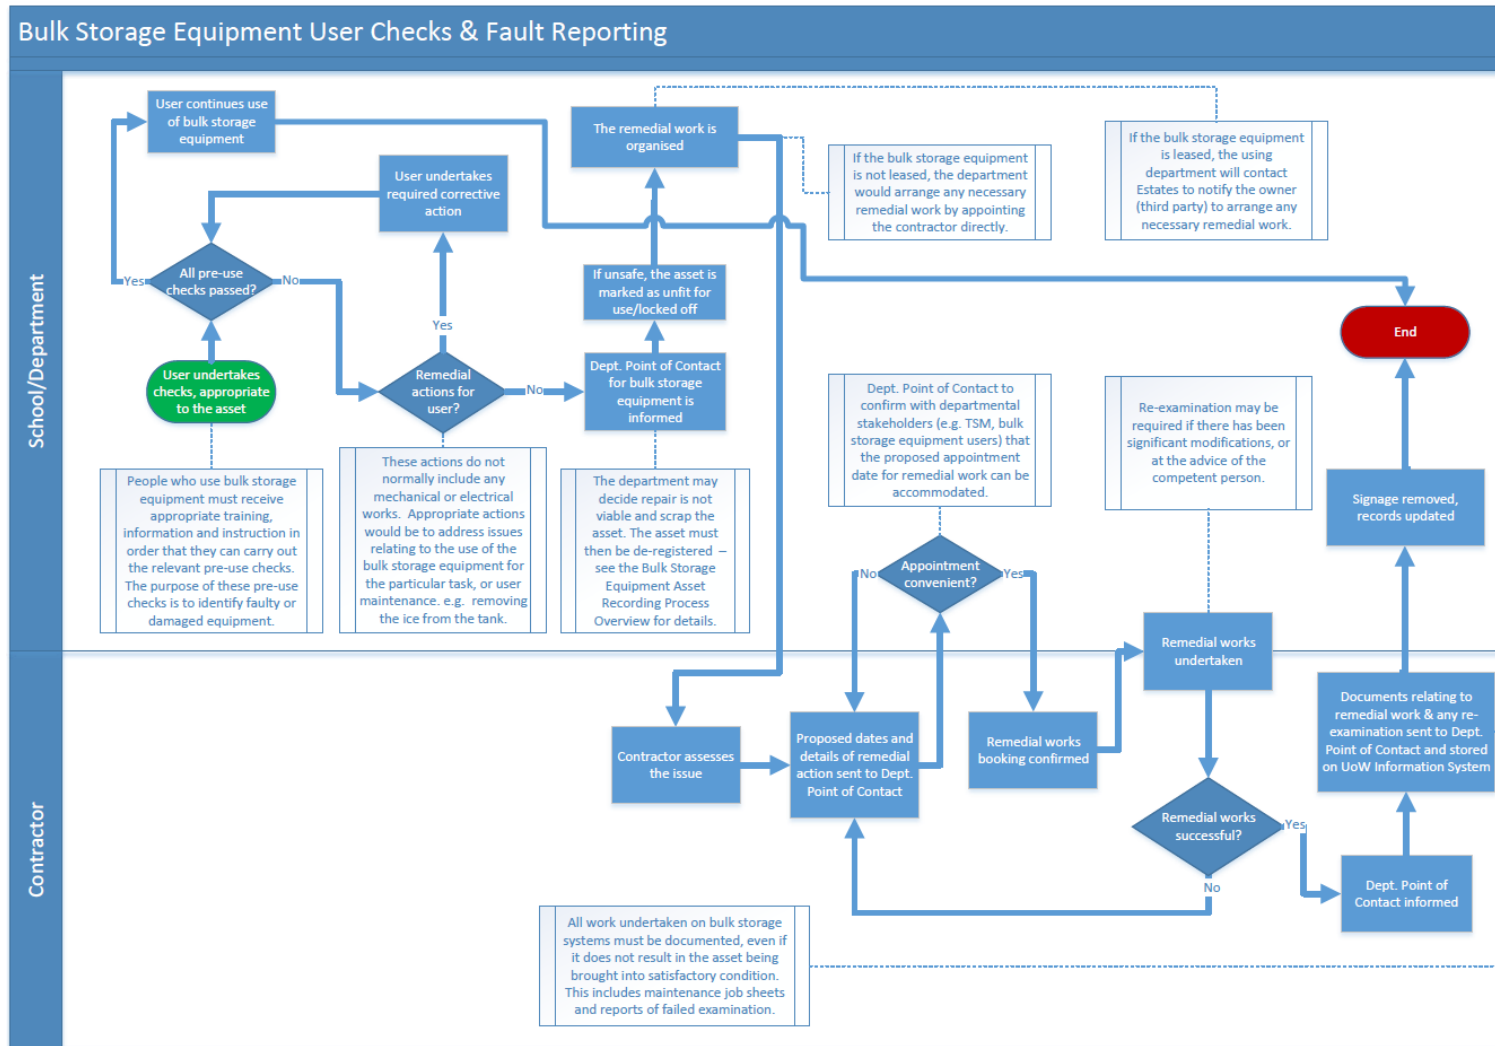 Bulk Storage Equipment User Checks & Fault Reporting
School/Department
User continues use
of bulk storage
equipment
User undertakes
required corrective
action
All pre-use
checks passed?
Yes
No
User undertakes
checks, appropriate
to the asset
People who use bulk storage
equipment must receive
appropriate training,
information and instruction in
order that they can carry out
the relevant pre-use checks.
The purpose of these pre-use
checks is to identify faulty or
damaged equipment.
Yes
Remedial
actions for
user?
No
These actions do not
normally include any
mechanical or electrical
works.  Appropriate actions
would be to address issues
relating to the use of the
bulk storage equipment for
the particular task, or user
maintenance. e.g.  removing
the ice from the tank.
The remedial work is
organised
If unsafe, the asset is
marked as unfit for
use/locked off
Dept. Point of Contact
for bulk storage
equipment is
informed
The department may
decide repair is not
viable and scrap the
asset. The asset must
then be de-registered –
see the Bulk Storage
Equipment Asset
Recording Process
Overview for details.
If the bulk storage equipment
is not leased, the department
would arrange any necessary
remedial work by appointing
the contractor directly.
If the bulk storage equipment
is leased, the using
department will contact
Estates to notify the owner
(third party) to arrange any
necessary remedial work.
End
Dept. Point of Contact to
confirm with departmental
stakeholders (e.g. TSM, bulk
storage equipment users) that
the proposed appointment
date for remedial work can be
accommodated.
Re-examination may be
required if there has been
significant modifications, or
at the advice of the
competent person.
Signage removed,
records updated
No
Appointment
convenient?
Yes
Remedial works
undertaken
Contractor
Contractor assesses
the issue
Proposed dates and
details of remedial
action sent to Dept.
Point of Contact
Remedial works
booking confirmed
Documents relating to
remedial work & any re-
examination sent to Dept.
Point of Contact and stored
on UoW Information System
Remedial works
successful?
Yes
No
Dept. Point of
Contact informed
All work undertaken on bulk storage
systems must be documented, even if
it does not result in the asset being
brought into satisfactory condition.
This includes maintenance job sheets
and reports of failed examination.